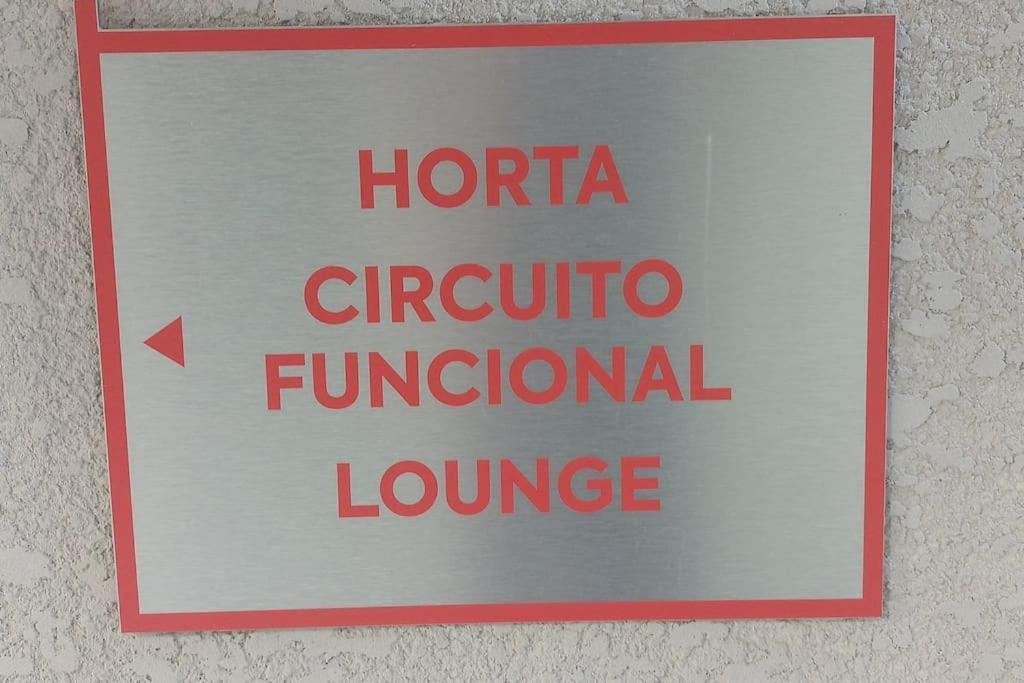 HORTA
CIRCUITO
FUNCIONAL
LOUNGE